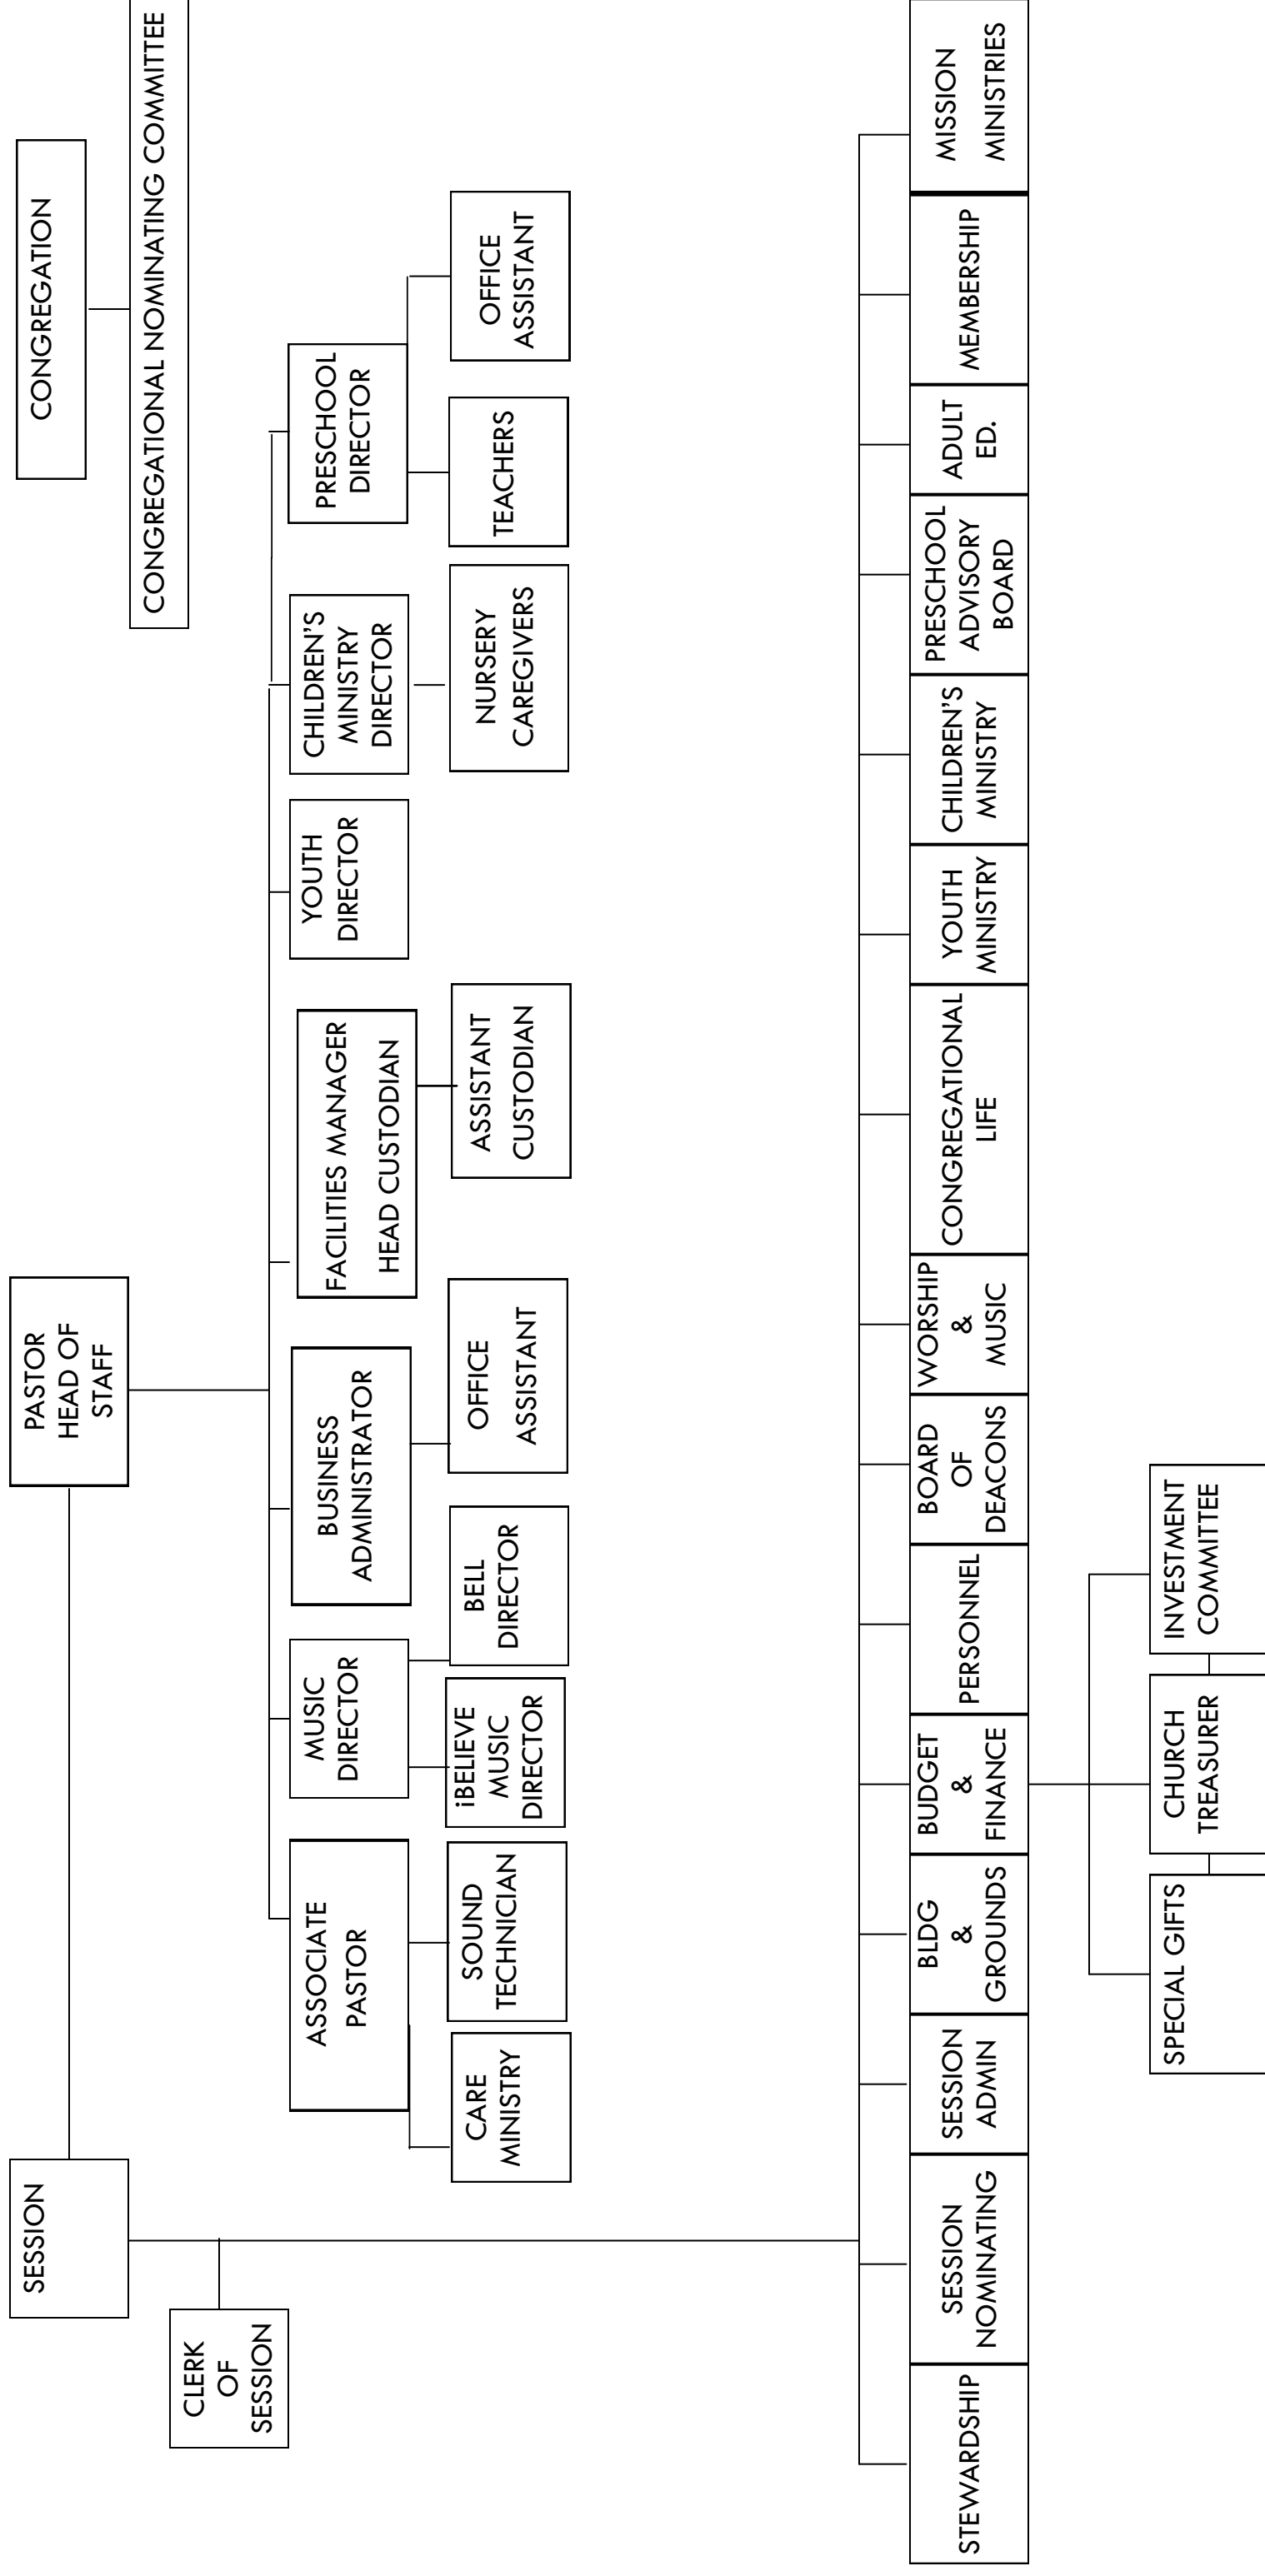 SESSION
PASTOR
HEAD OF
STAFF
CONGREGATION
CONGREGATIONAL NOMINATING COMMITTEE
CLERK
OF
SESSION
ASSOCIATE
PASTOR
MUSIC
DIRECTOR
BUSINESS
ADMINISTRATOR
FACILITIES MANAGER
HEAD CUSTODIAN
YOUTH
DIRECTOR
CHILDREN'S
MINISTRY
DIRECTOR
PRESCHOOL
DIRECTOR
CARE
MINISTRY
SOUND
TECHNICIAN
iBELIEVE
MUSIC
DIRECTOR
BELL
DIRECTOR
OFFICE
ASSISTANT
ASSISTANT
CUSTODIAN
NURSERY
CAREGIVERS
TEACHERS
OFFICE
ASSISTANT
STEWARDSHIP
SESSION
NOMINATING
SESSION
ADMIN
BLDG
&
GROUNDS
BUDGET
&
FINANCE
PERSONNEL
BOARD
OF
DEACONS
WORSHIP
&
MUSIC
CONGREGATIONAL
LIFE
YOUTH
MINISTRY
CHILDREN'S
MINISTRY
PRESCHOOL
ADVISORY
BOARD
ADULT
ED.
MEMBERSHIP
MISSION
MINISTRIES
SPECIAL GIFTS
CHURCH
TREASURER
INVESTMENT
COMMITTEE